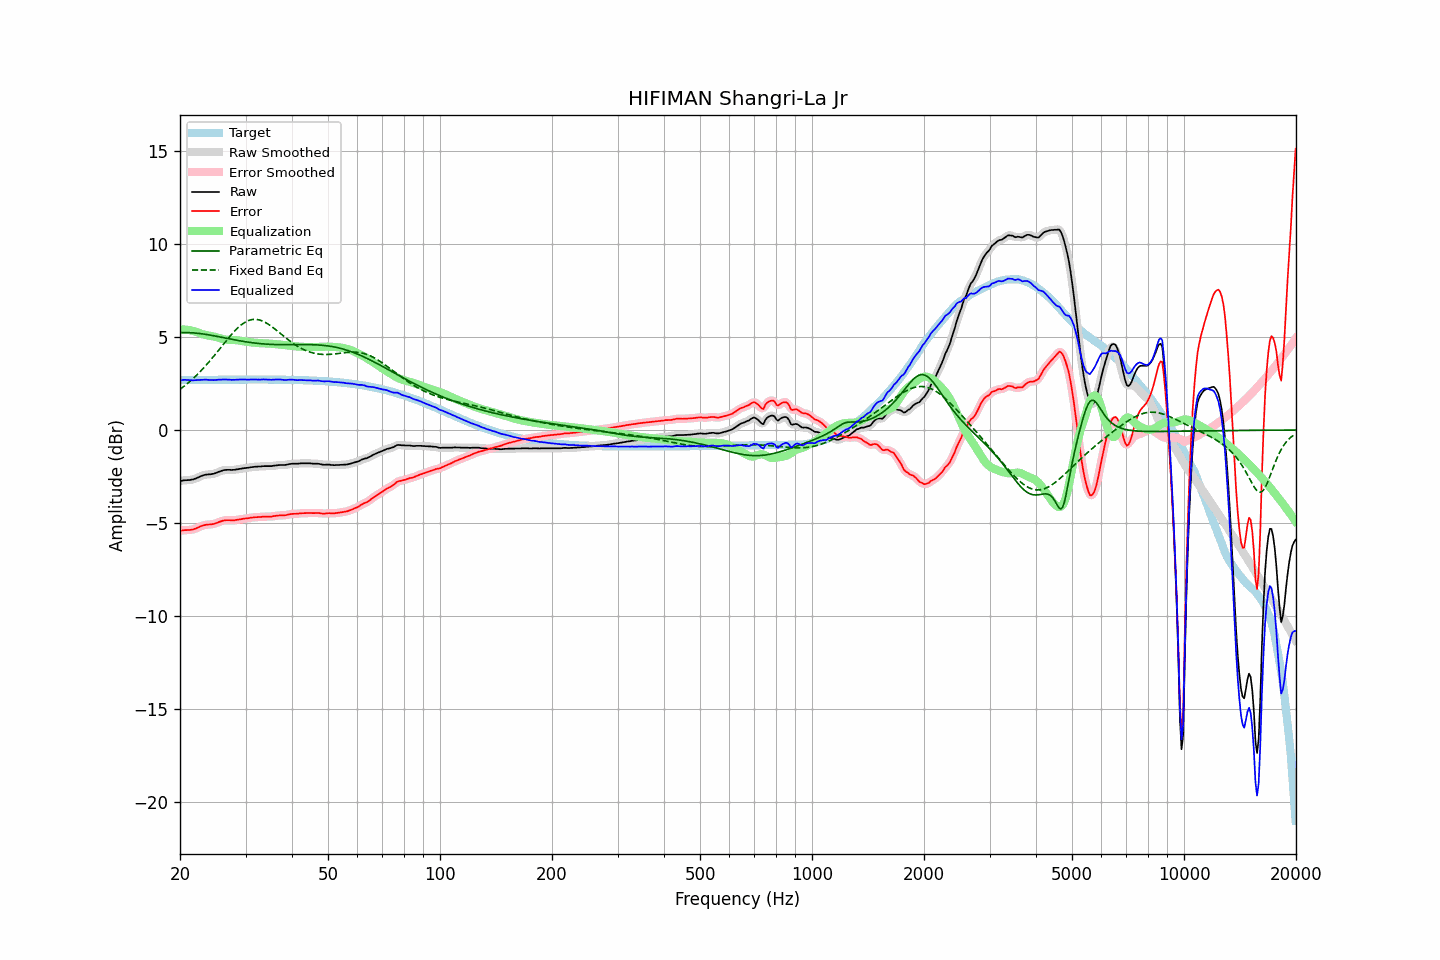 HIFIMAN Shangri-La Jr
Target
Raw Smoothed
Error Smoothed
Raw
Error
Equalization
Parametric Eq
Fixed Band Eq
Equalized
15
10
5
0
−5
−10
−15
−20
Amplitude (dBr)
20 50 100 200 500 1000 2000 5000 10000 20000
Frequency (Hz)